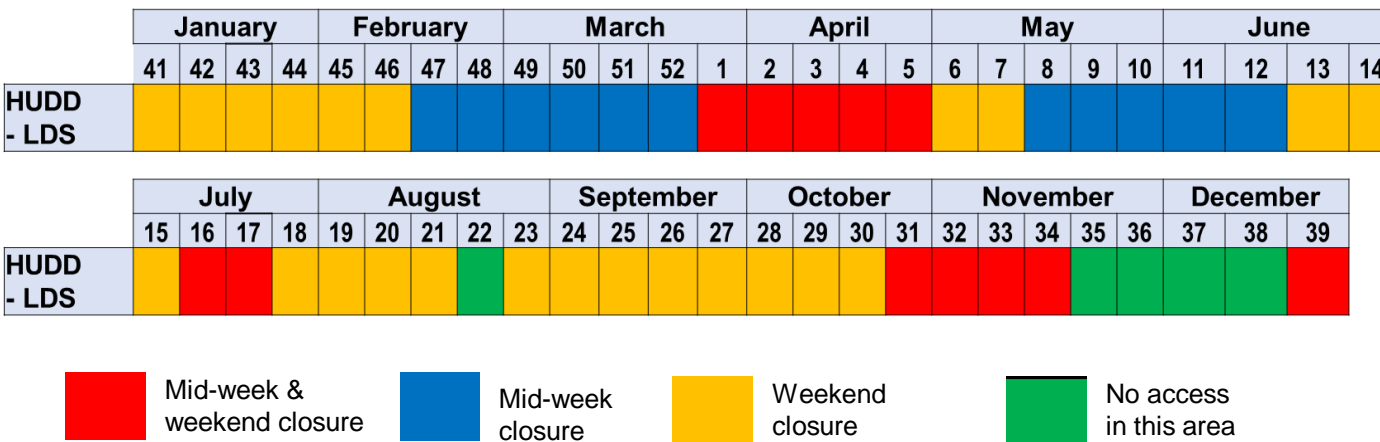 January February March April May June
41 42 43 44 45 46 47 48 49 50 51 52 1 2 3 4 5 6 7 8 9 10 11 12 13 14
HUDD
- LDS
July August September October November December
15 16 17 18 19 20 21 22 23 24 25 26 27 28 29 30 31 32 33 34 35 36 37 38 39
HUDD
- LDS
Mid-week &
weekend closure
Mid-week
closure
Weekend
closure
No access
in this area